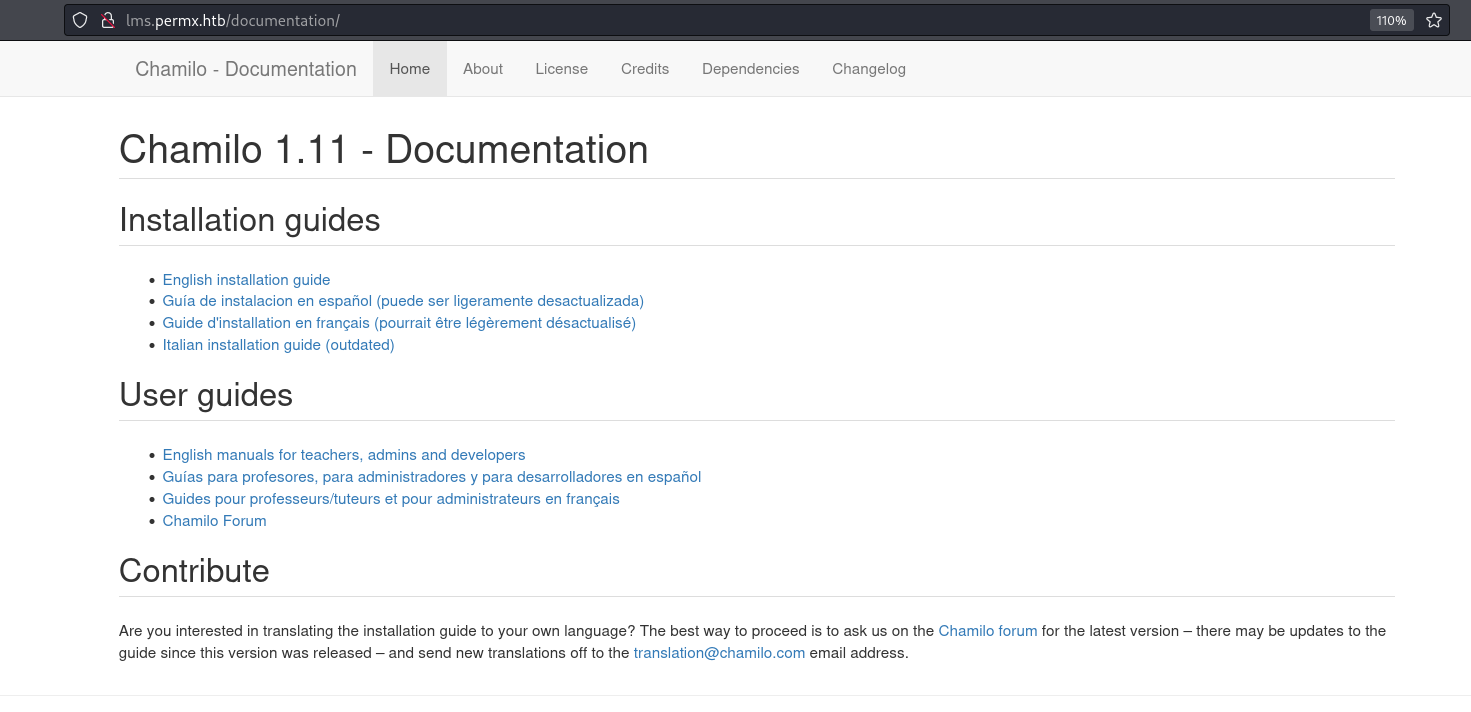 lms.permx.htb/documentation/
110%
Chamilo - Documentation
Home
About
License
Credits
Dependencies
Changelog
Chamilo 1.11 - Documentation
Installation guides
English installation guide
Guía de instalacion en español (puede ser ligeramente desactualizada)
Guide d'installation en français (pourrait être légèrement désactualisé)
Italian installation guide (outdated)
User guides
English manuals for teachers, admins and developers
Guías para profesores, para administradores y para desarrolladores en español
Guides pour professeurs/tuteurs et pour administrateurs en français
Chamilo Forum
Contribute
Are you interested in translating the installation guide to your own language? The best way to proceed is to ask us on the Chamilo forum for the latest version – there may be updates to the
guide since this version was released – and send new translations off to the translation@chamilo.com email address.